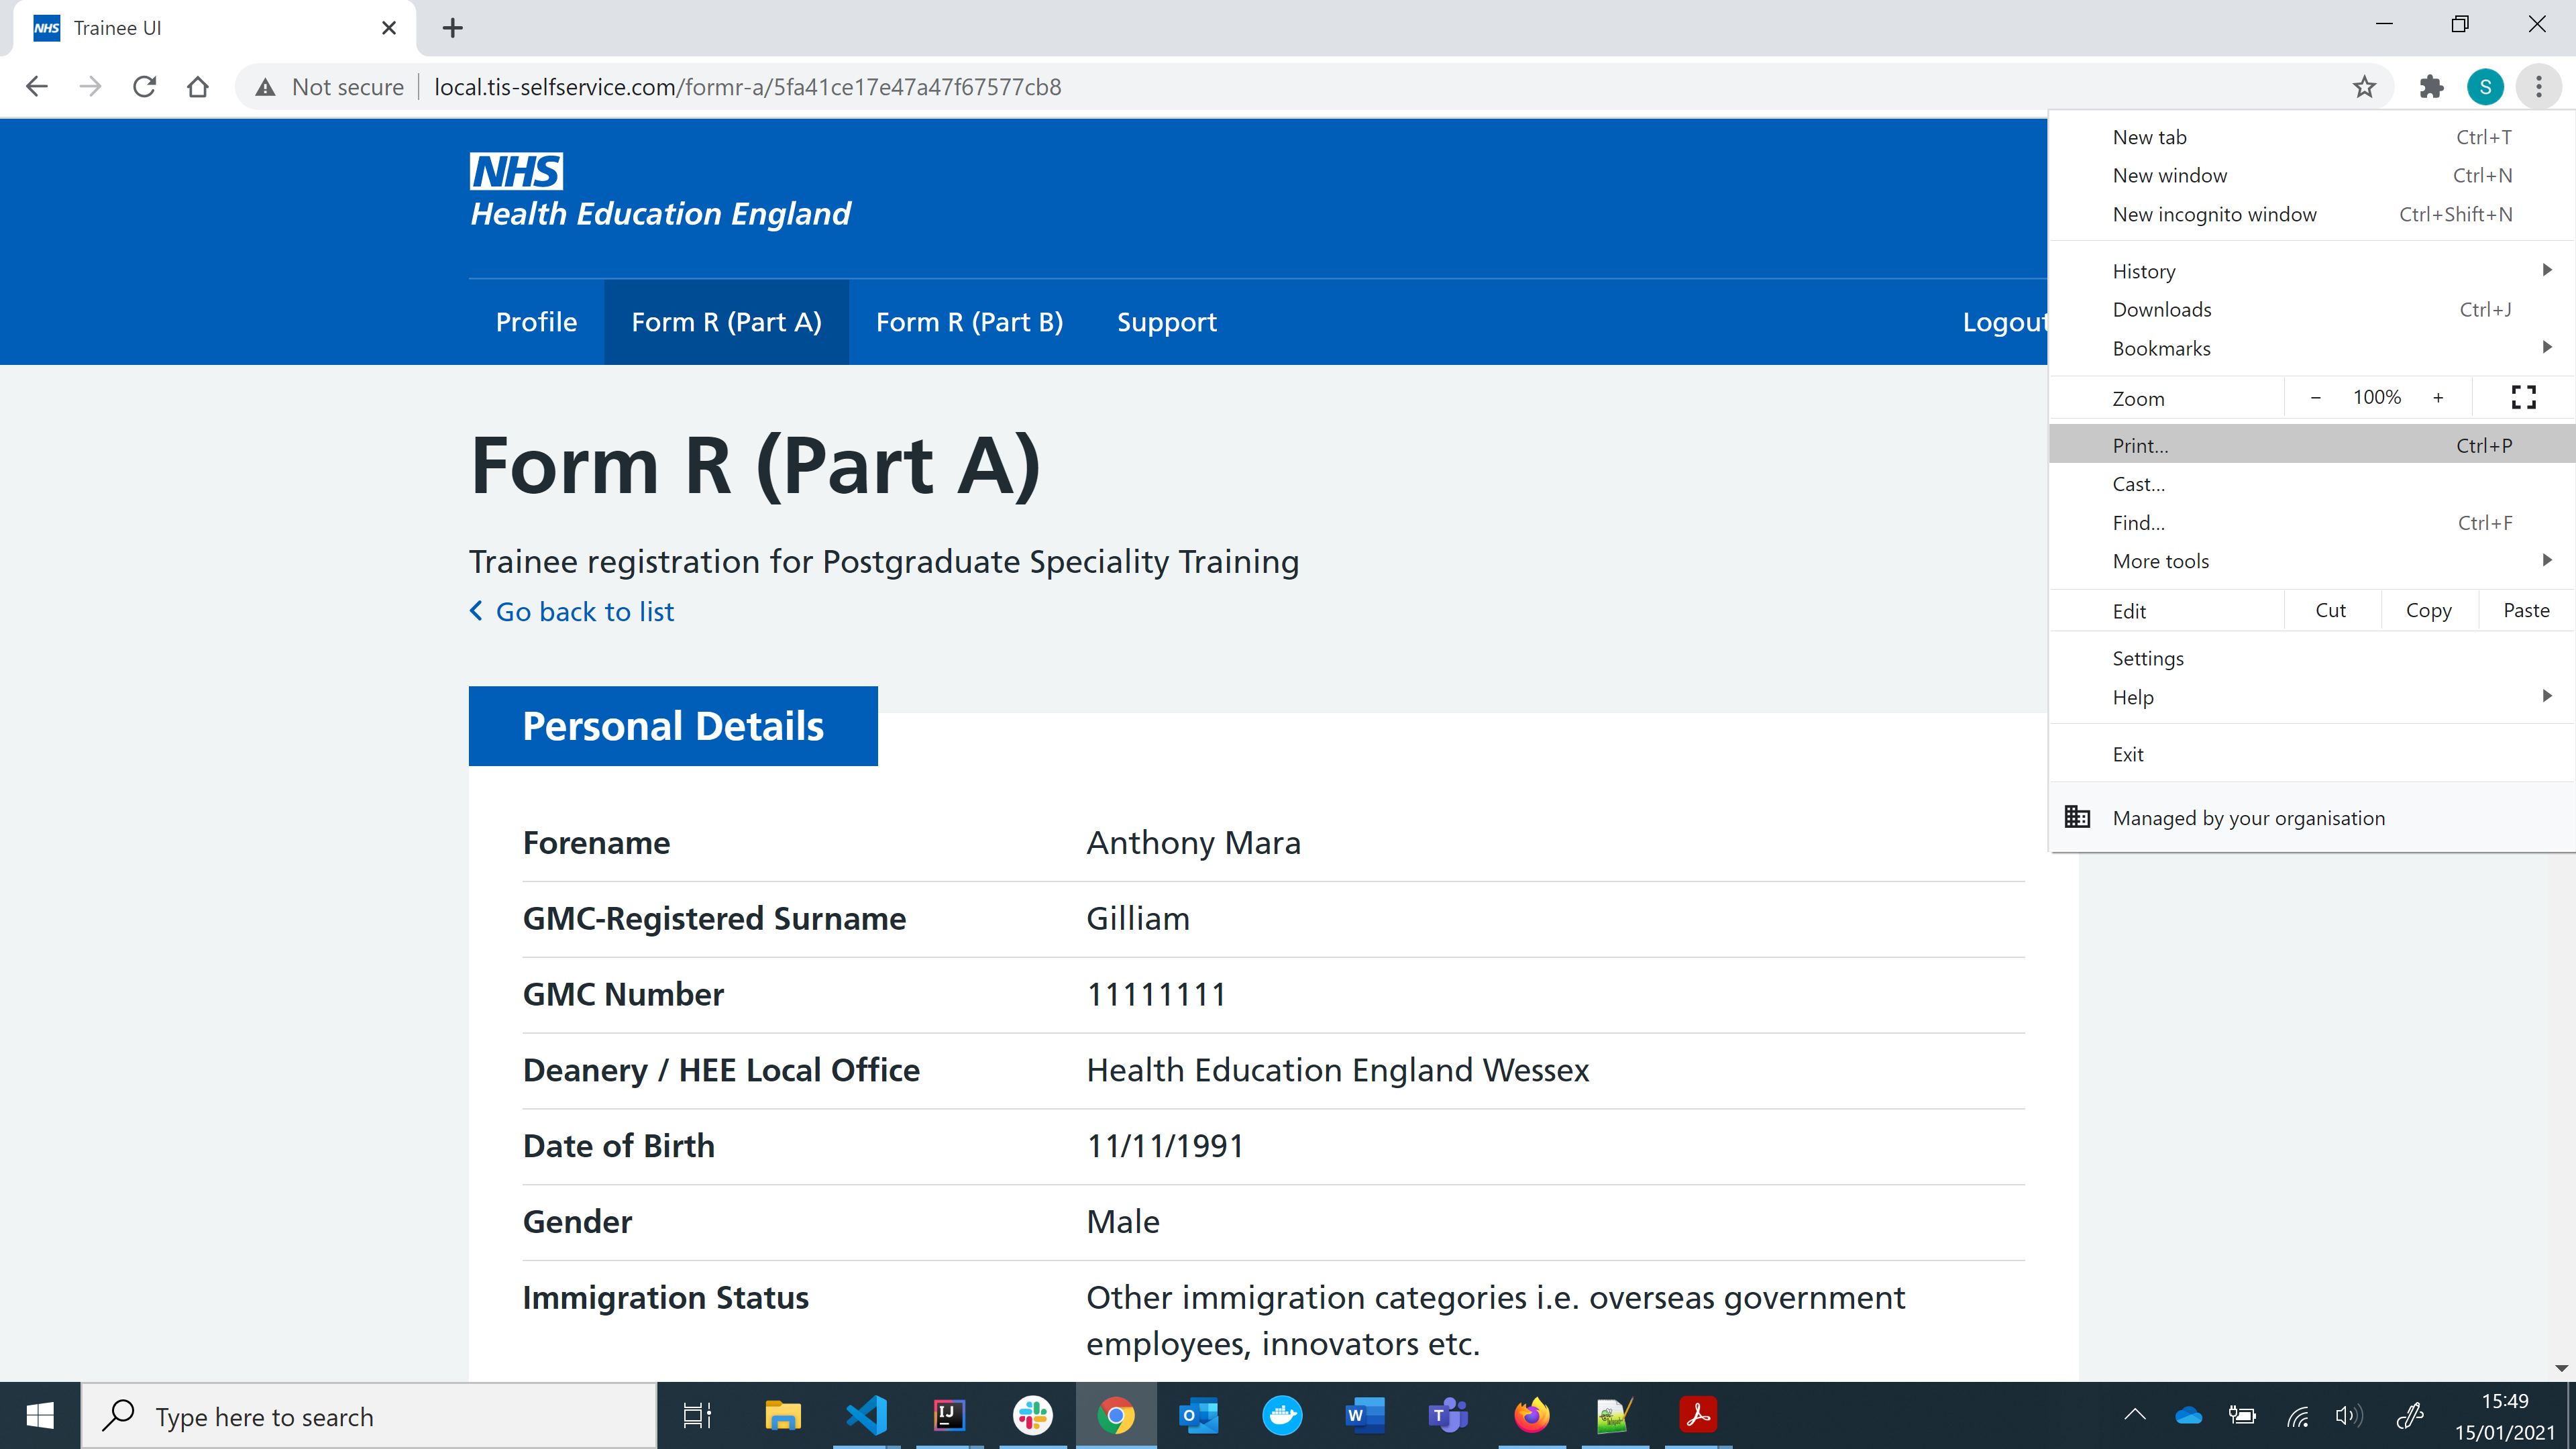 NHS Trainee UI
Not secure local.tis-selfservice.com/formr-a/5fa41ce17e47a47f67577cb8
S
NHS
Health Education England
Profile Form R (Part A) Form R (Part B) Support Logout
Form R (Part A)
Trainee registration for Postgraduate Speciality Training
Go back to list
Personal Details
Forename Anthony Mara
GMC-Registered Surname Gilliam
GMC Number 11111111
Deanery / HEE Local Office Health Education England Wessex
Date of Birth 11/11/1991
Gender Male
Immigration Status Other immigration categories i.e. overseas government
employees, innovators etc.
New tab Ctrl+T
New window Ctrl+N
New incognito window Ctrl+Shift+N
History
Downloads Ctrl+J
Bookmarks
Zoom - 100% +
Print... Ctrl+P
Cast...
Find... Ctrl+F
More tools
Edit Cut Copy Paste
Settings
Help
Exit
Managed by your organisation
Type here to search
IJ
O
W
T
15:49
15/01/2021